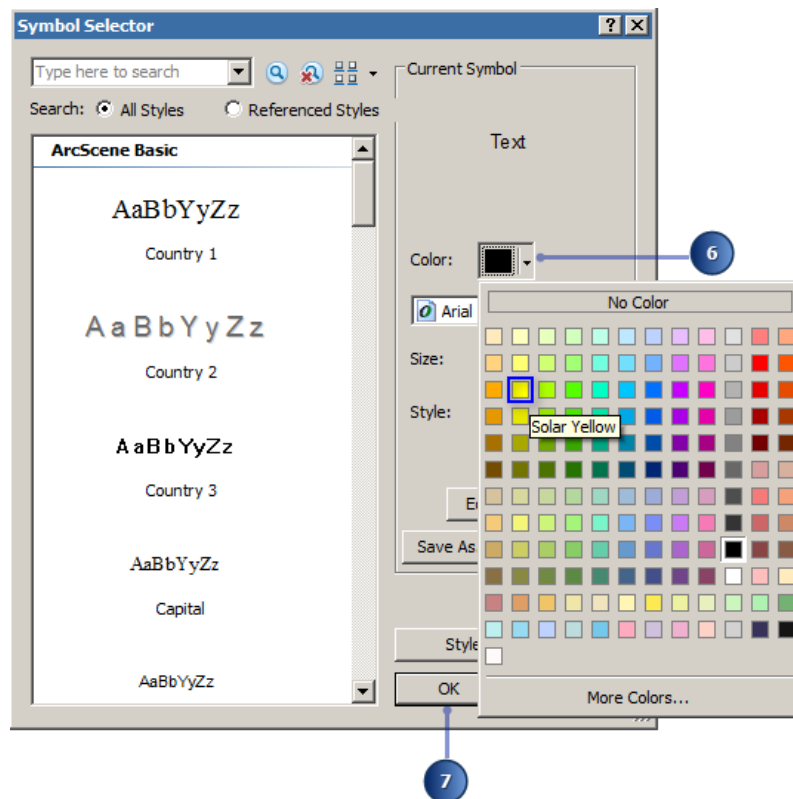 Symbol Selector
Type here to search
Current Symbol
Search: All Styles Referenced Styles
ArcScene Basic
Text
AaBbYyZz
Country 1
Color:
6
No Color
Arial
AaBbYyZz
Size:
Country 2
Style:
Solar Yellow
AaBbYyZz
Country 3
Save As
AaBbYyZz
Capital
Style
AaBbYyZz
OK
More Colors...
7